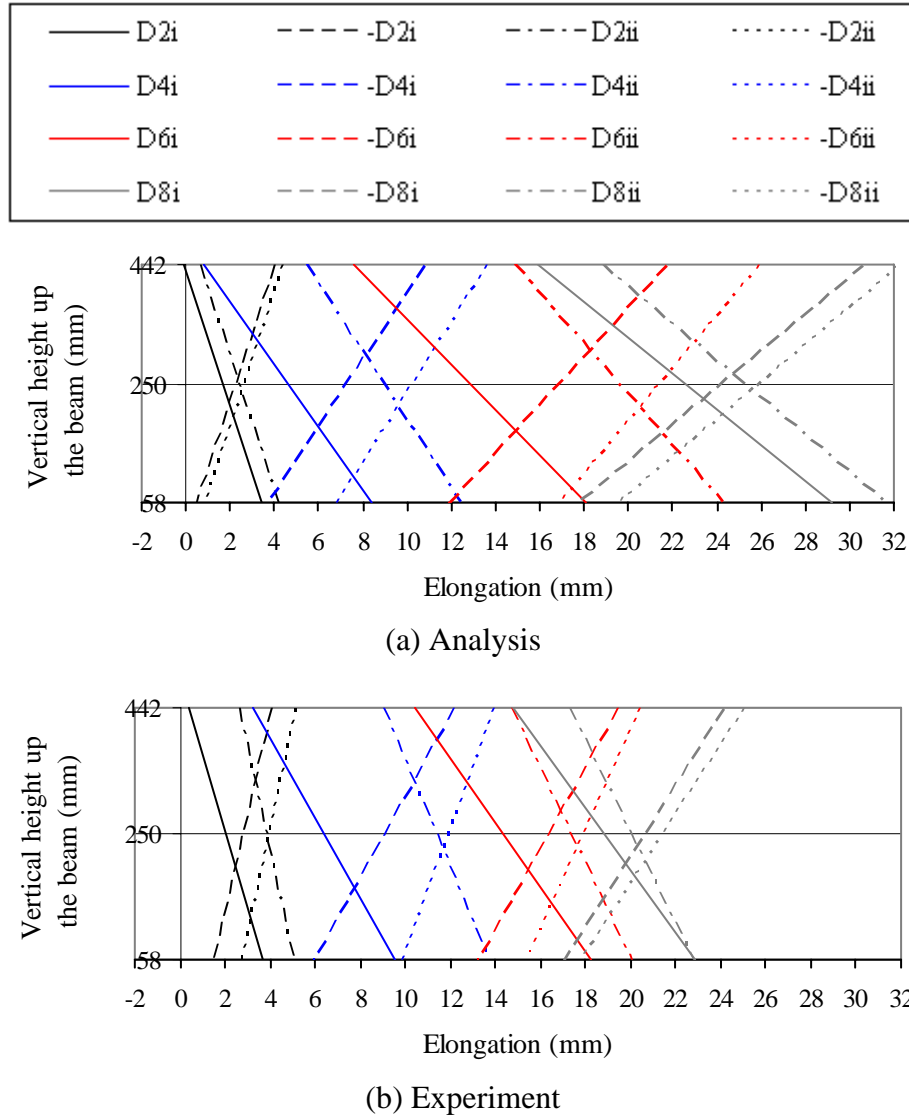 D2i -D2i D2ii -D2ii
D4i -D4i D4ii -D4ii
D6i -D6i D6ii -D6ii
D8i -D8i D8ii -D8ii
442
250
58
Vertical height up
the beam (mm)
-2 0 2 4 6 8 10 12 14 16 18 20 22 24 26 28 30 32
Elongation (mm)
(a) Analysis
442
250
58
Vertical height up
the beam (mm)
-2 0 2 4 6 8 10 12 14 16 18 20 22 24 26 28 30 32
Elongation (mm)
(b) Experiment